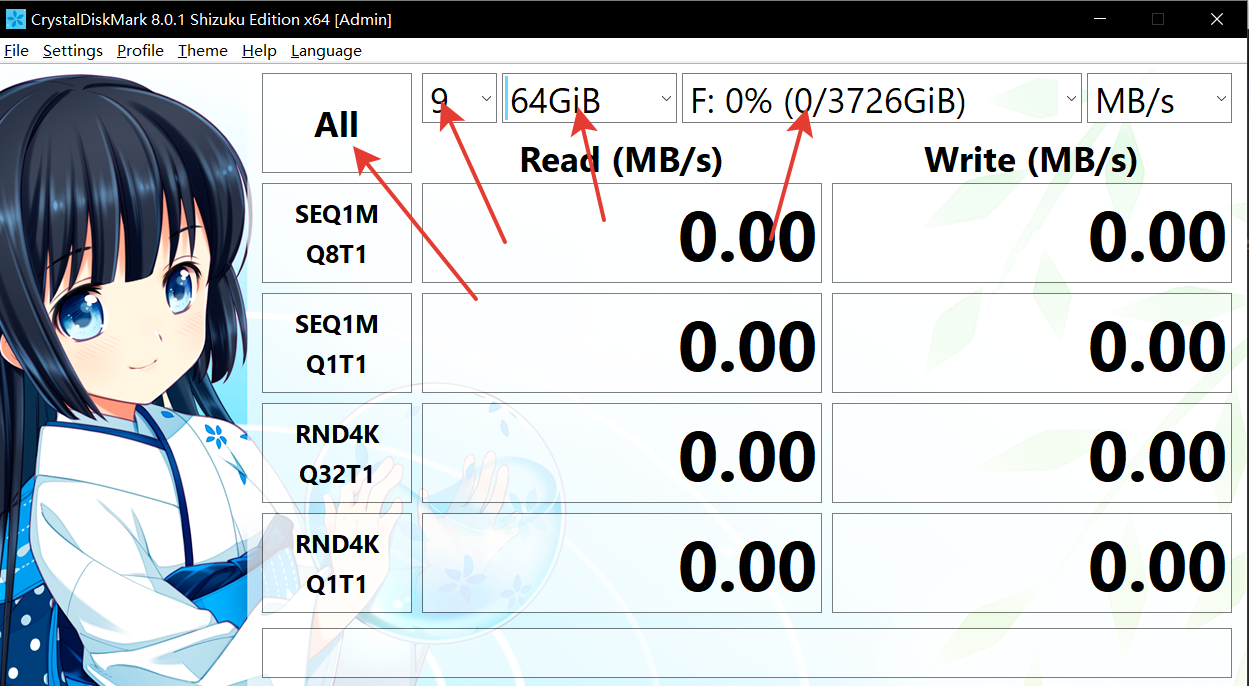 CrystalDiskMark 8.0.1 Shizuku Edition x64 [Admin]
File Settings Profile Theme Help Language
All 9 64GiB F: 0% (0/3726GiB) MB/s
Read (MB/s) Write (MB/s)
SEQ1M
Q8T1
0.00 0.00
SEQ1M
Q1T1
0.00 0.00
RND4K
Q32T1
0.00 0.00
RND4K
Q1T1
0.00 0.00